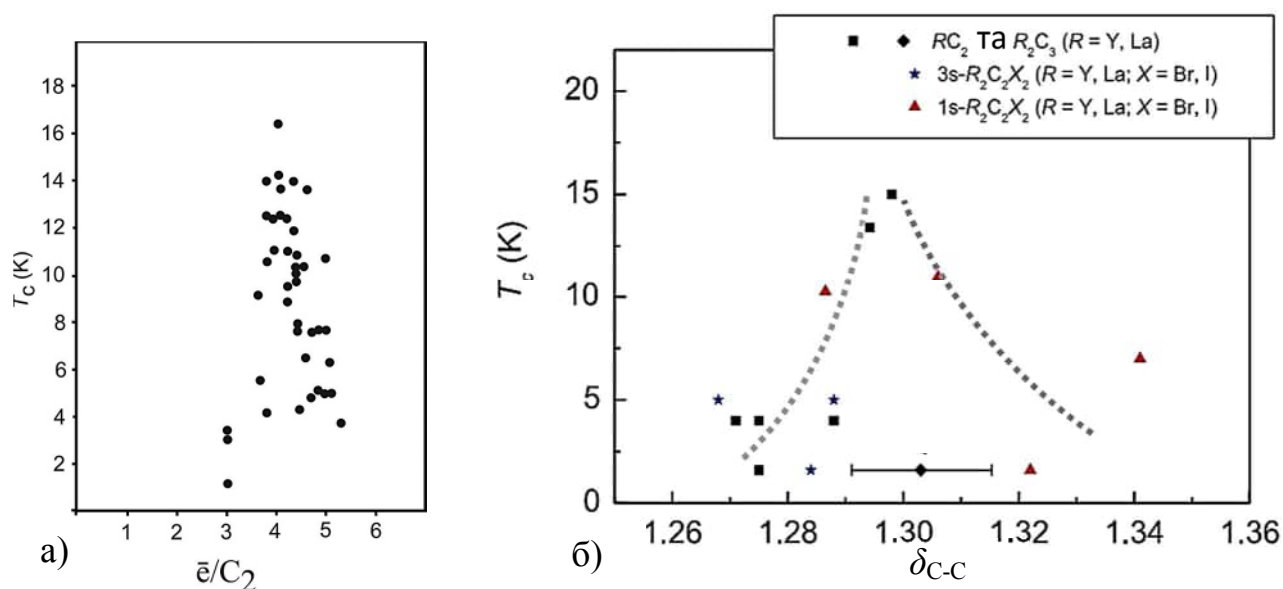 18
16
14
12
10
8
6
4
2
T_C (K)
1 2 3 4 5 6
а)
ē/C₂
RC₂ та R₂C₃ (R = Y, La)
3s-R₂C₂X₂ (R = Y, La; X = Br, I)
1s-R₂C₂X₂ (R = Y, La; X = Br, I)
20
15
10
5
0
T_c (K)
1.26 1.28 1.30 1.32 1.34 1.36
б)
δ_C-C